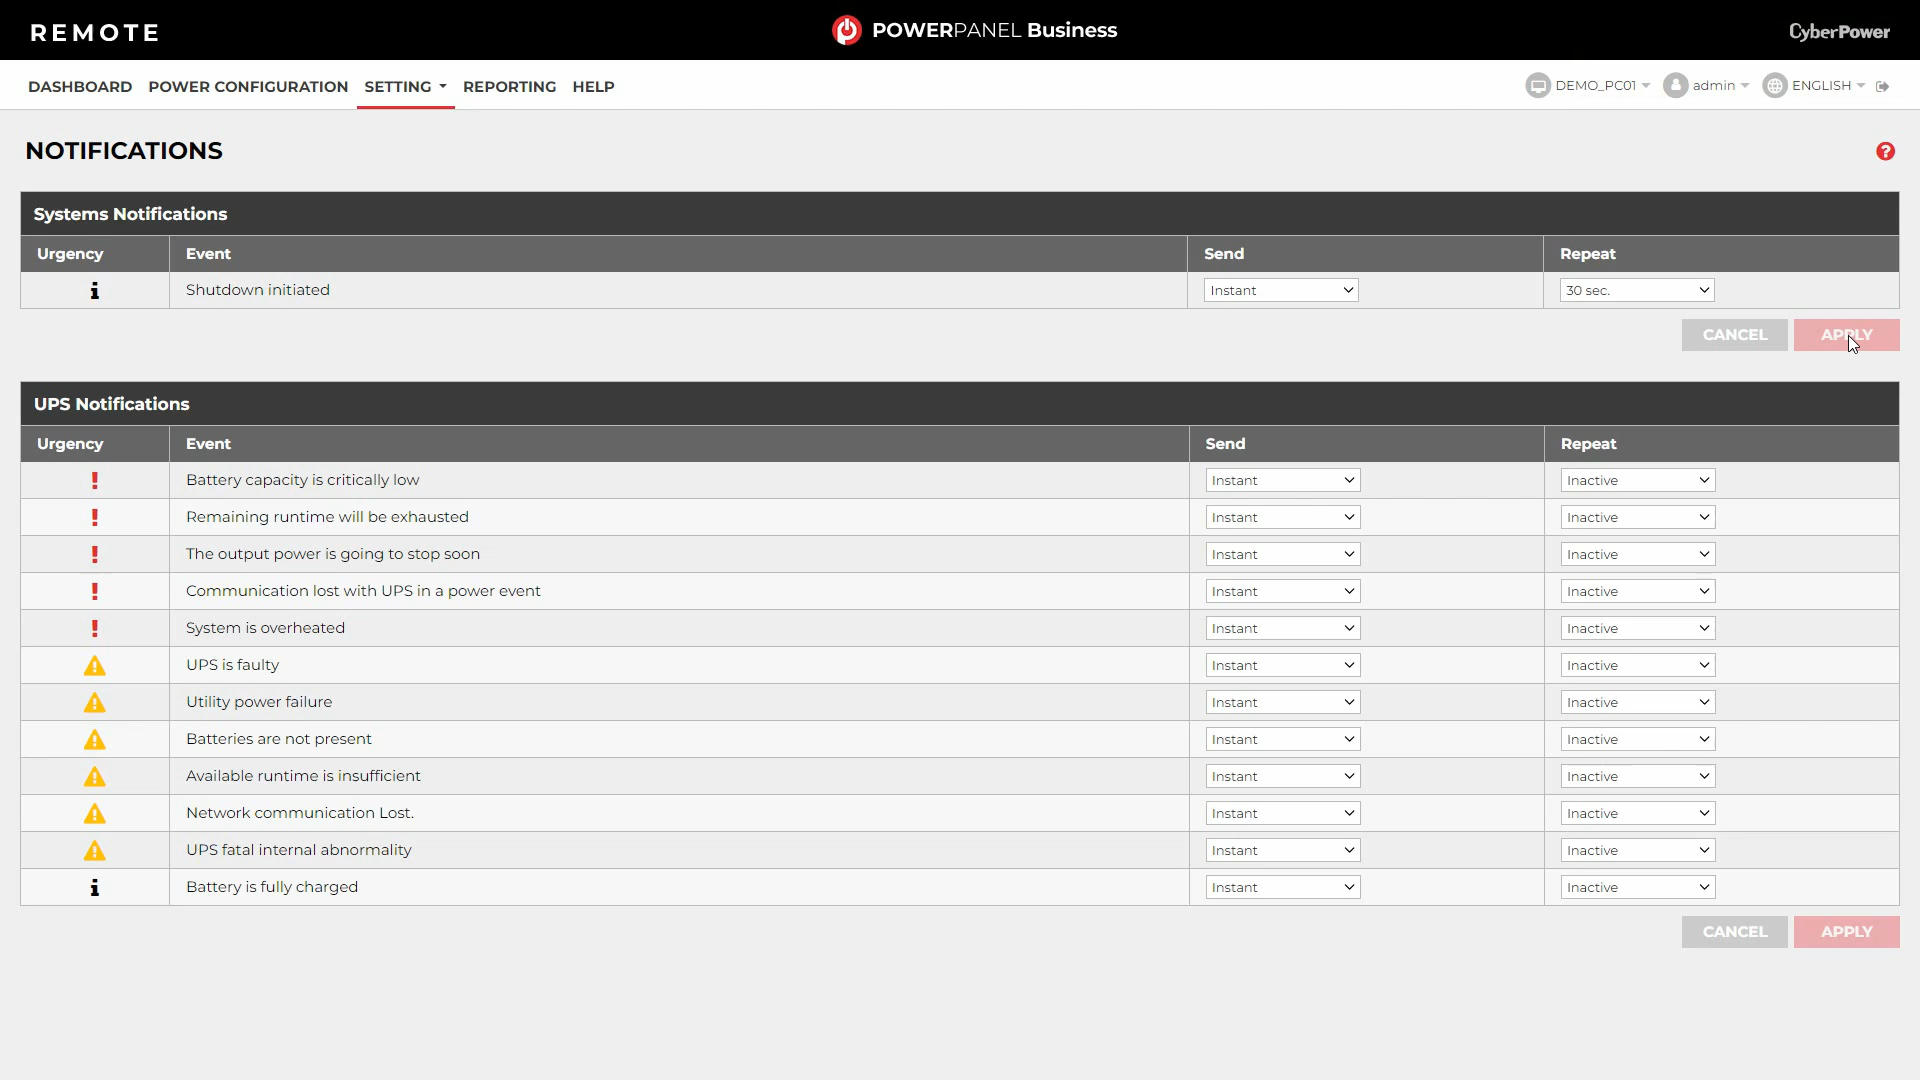 REMOTE
POWERPANEL Business
CyberPower
DASHBOARD POWER CONFIGURATION SETTING REPORTING HELP
DEMO_PC01 admin ENGLISH
NOTIFICATIONS
?
Systems Notifications
Urgency Event Send Repeat
Shutdown initiated Instant 30 sec.
CANCEL APPLY
UPS Notifications
Urgency Event Send Repeat
Battery capacity is critically low Instant Inactive
Remaining runtime will be exhausted Instant Inactive
The output power is going to stop soon Instant Inactive
Communication lost with UPS in a power event Instant Inactive
System is overheated Instant Inactive
UPS is faulty Instant Inactive
Utility power failure Instant Inactive
Batteries are not present Instant Inactive
Available runtime is insufficient Instant Inactive
Network communication Lost. Instant Inactive
UPS fatal internal abnormality Instant Inactive
Battery is fully charged Instant Inactive
CANCEL APPLY